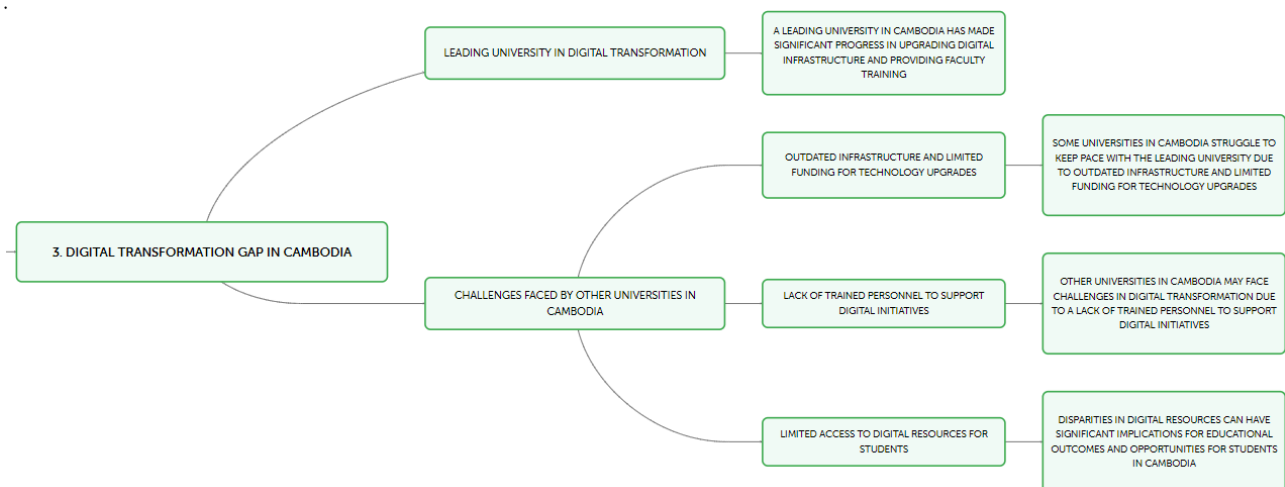 .
LEADING UNIVERSITY IN DIGITAL TRANSFORMATION
A LEADING UNIVERSITY IN CAMBODIA HAS MADE
SIGNIFICANT PROGRESS IN UPGRADING DIGITAL
INFRASTRUCTURE AND PROVIDING FACULTY
TRAINING
3. DIGITAL TRANSFORMATION GAP IN CAMBODIA
CHALLENGES FACED BY OTHER UNIVERSITIES IN
CAMBODIA
OUTDATED INFRASTRUCTURE AND LIMITED
FUNDING FOR TECHNOLOGY UPGRADES
SOME UNIVERSITIES IN CAMBODIA STRUGGLE TO
KEEP PACE WITH THE LEADING UNIVERSITY DUE
TO OUTDATED INFRASTRUCTURE AND LIMITED
FUNDING FOR TECHNOLOGY UPGRADES
LACK OF TRAINED PERSONNEL TO SUPPORT
DIGITAL INITIATIVES
OTHER UNIVERSITIES IN CAMBODIA MAY FACE
CHALLENGES IN DIGITAL TRANSFORMATION DUE
TO A LACK OF TRAINED PERSONNEL TO SUPPORT
DIGITAL INITIATIVES
LIMITED ACCESS TO DIGITAL RESOURCES FOR
STUDENTS
DISPARITIES IN DIGITAL RESOURCES CAN HAVE
SIGNIFICANT IMPLICATIONS FOR EDUCATIONAL
OUTCOMES AND OPPORTUNITIES FOR STUDENTS
IN CAMBODIA